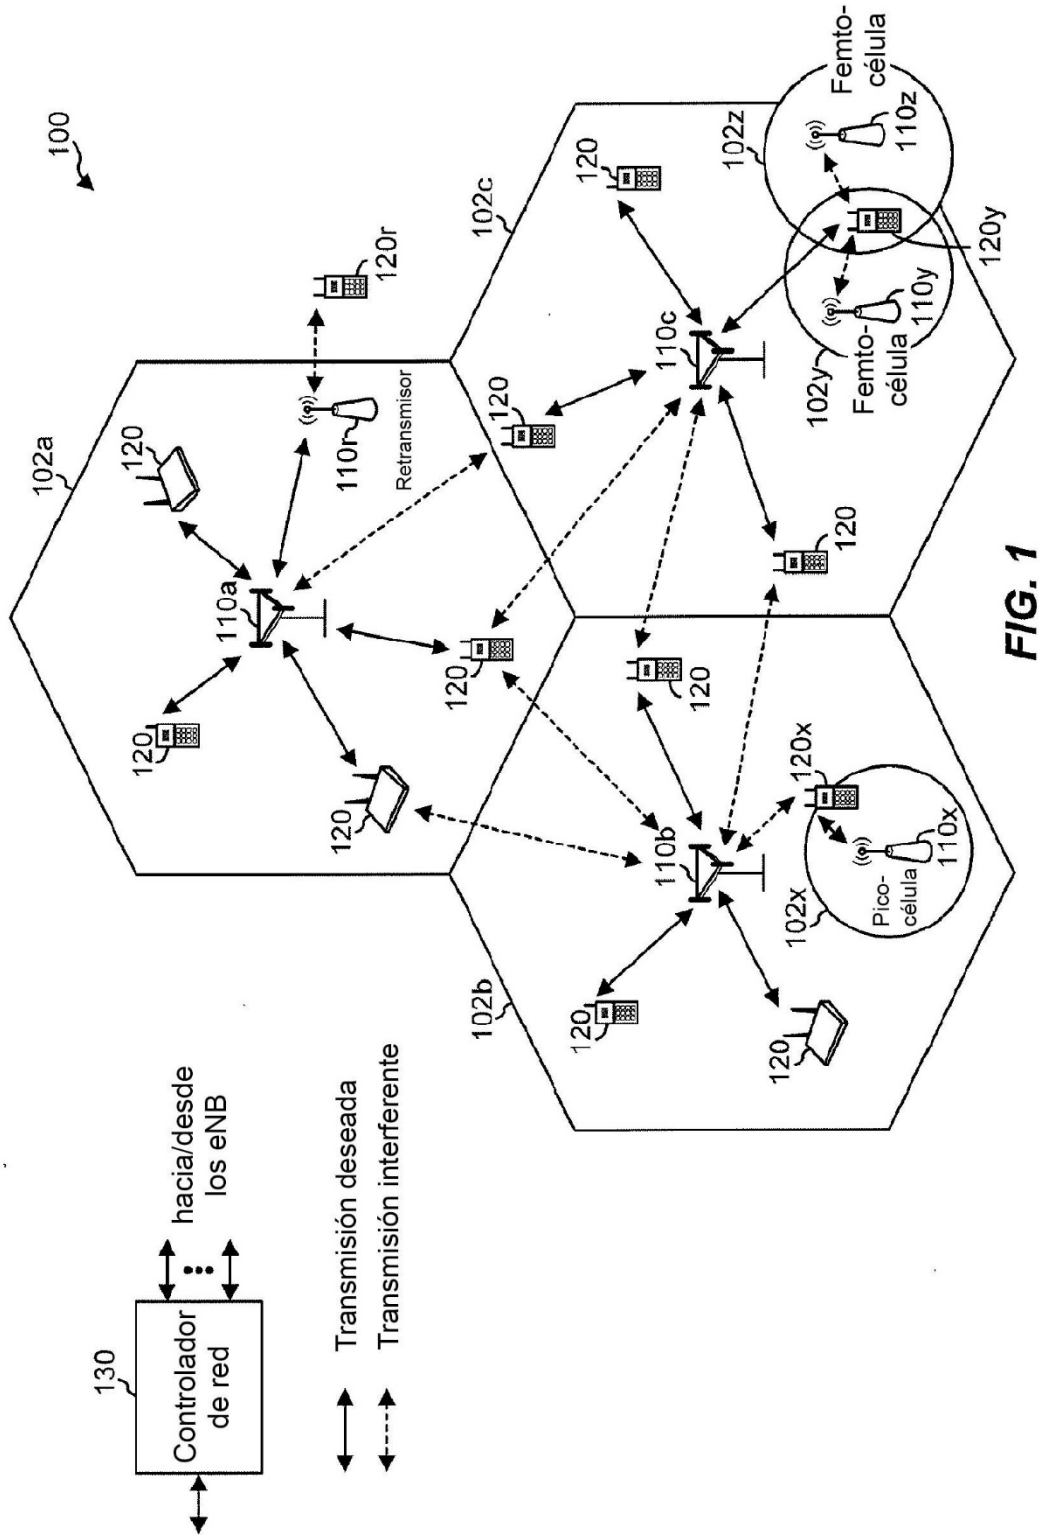 100
130
Controlador
de red
hacia/desde
los eNB
Transmisión deseada
Transmisión interferente
102a
120
120
110a
120
120
110r
Retransmisor
120r
120
102b
120
120
110b
120
120x
102x
Pico-
célula
110x
102c
120
120
110c
120
102y
Femto-
célula
110y
120y
102z
Femto-
célula
110z
FIG. 1